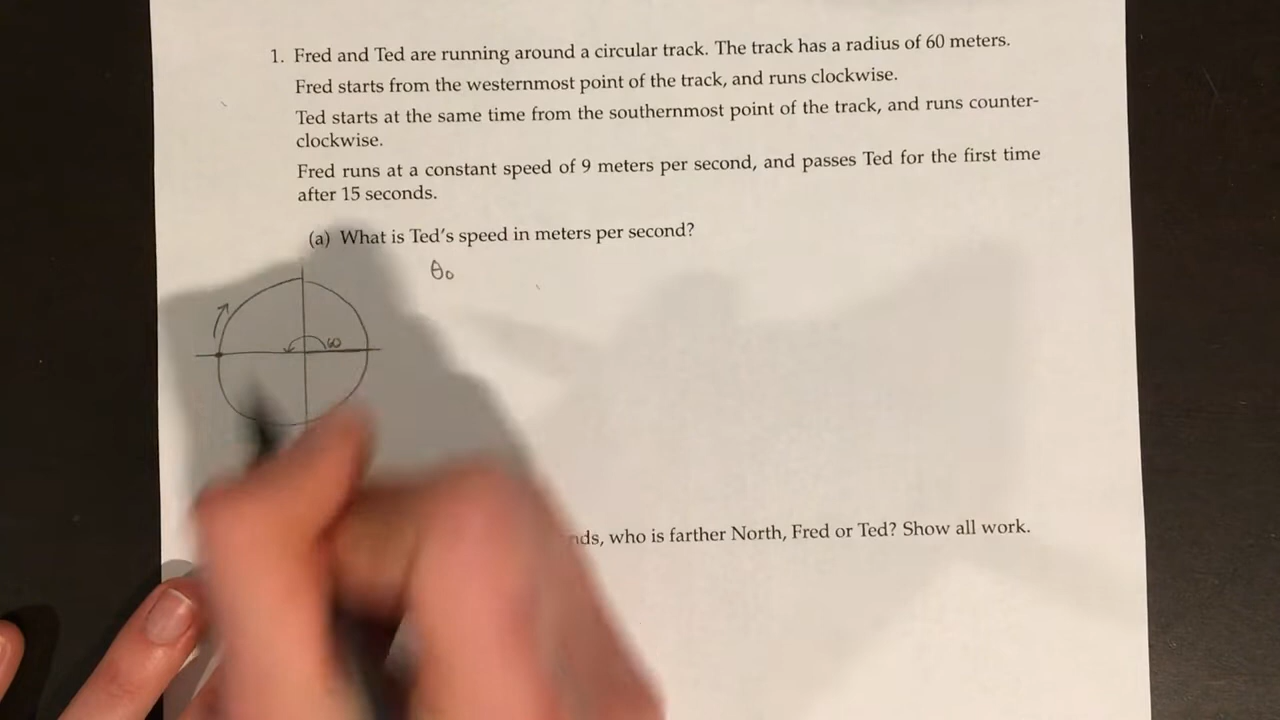 1. Fred and Ted are running around a circular track. The track has a radius of 60 meters.
Fred starts from the westernmost point of the track, and runs clockwise.
Ted starts at the same time from the southernmost point of the track, and runs counter-
clockwise.
Fred runs at a constant speed of 9 meters per second, and passes Ted for the first time
after 15 seconds.
(a) What is Ted's speed in meters per second?
θ₀
60
who is farther North, Fred or Ted? Show all work.